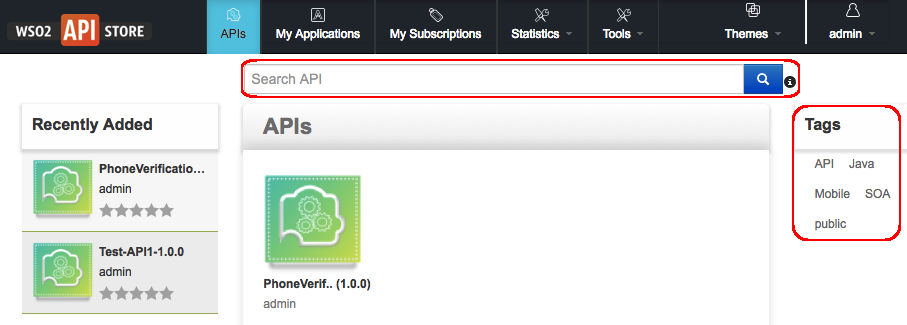 WSO2 API STORE
APIs
My Applications
My Subscriptions
Statistics
Tools
Themes
admin
Search API
Recently Added
PhoneVerificatio...
admin
Test-API1-1.0.0
admin
APIs
PhoneVerif.. (1.0.0)
admin
Tags
API Java
Mobile SOA
public